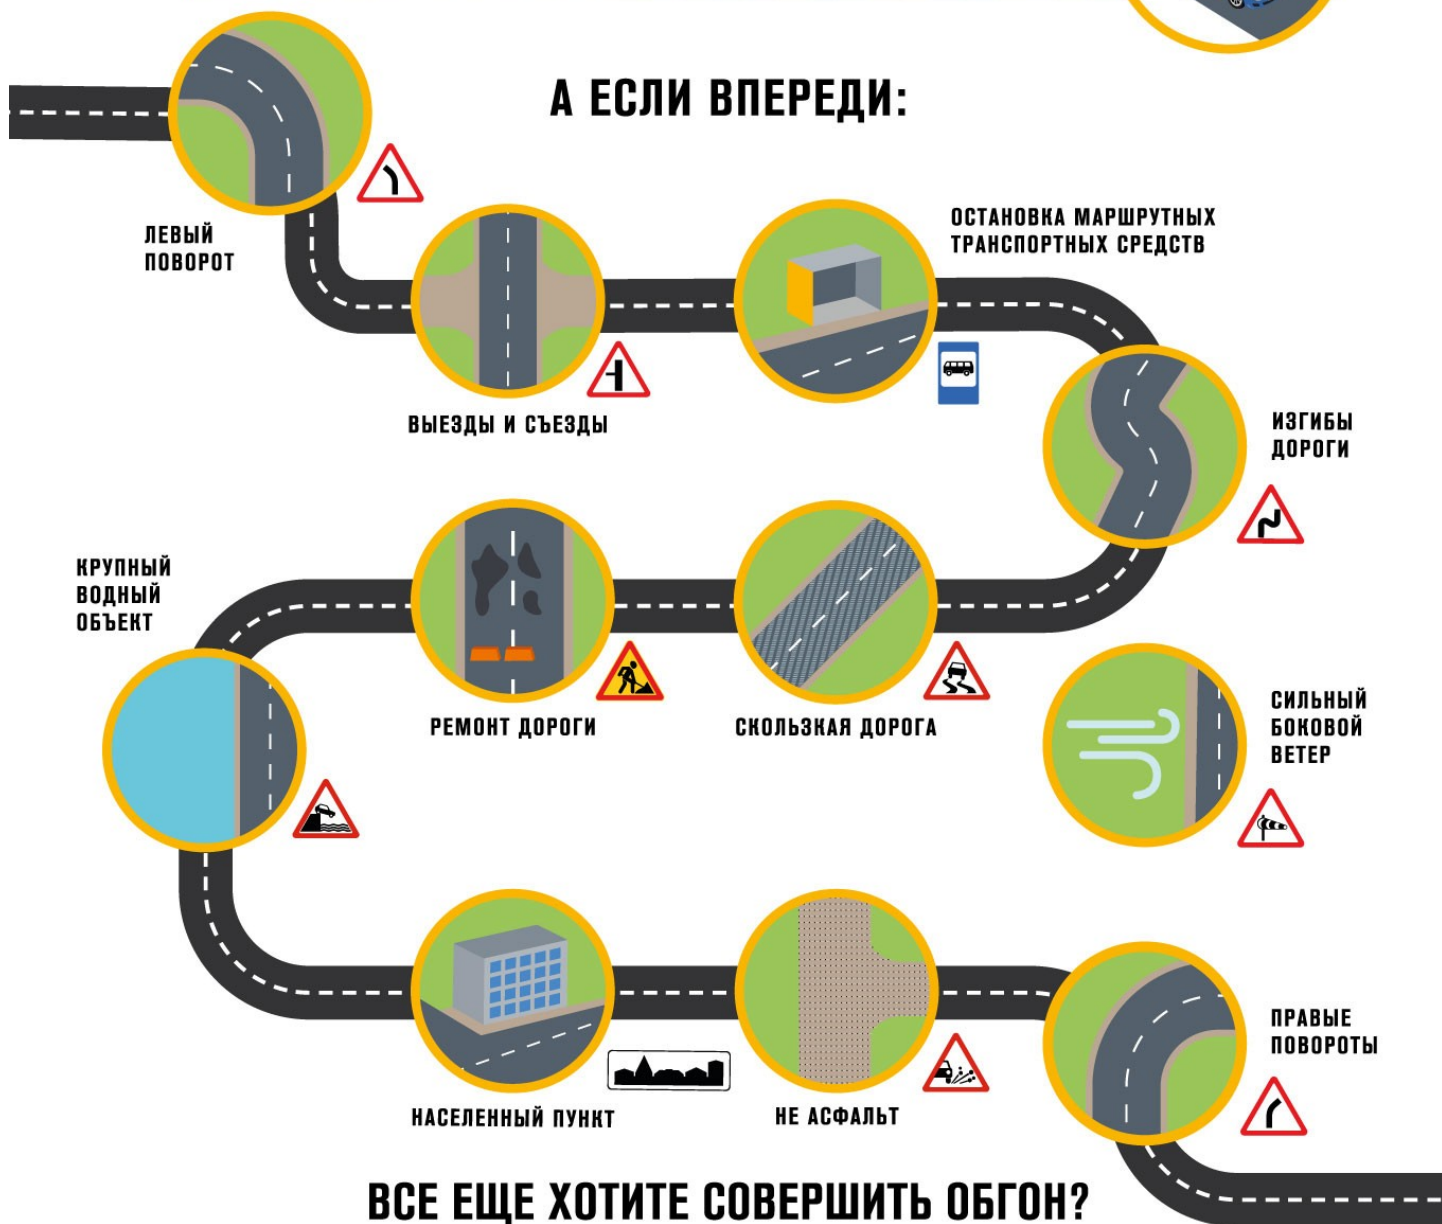 А ЕСЛИ ВПЕРЕДИ:
ЛЕВЫЙ
ПОВОРОТ
ВЫЕЗДЫ И СЪЕЗДЫ
ОСТАНОВКА МАРШРУТНЫХ
ТРАНСПОРТНЫХ СРЕДСТВ
ИЗГИБЫ
ДОРОГИ
КРУПНЫЙ
ВОДНЫЙ
ОБЪЕКТ
РЕМОНТ ДОРОГИ
СКОЛЬЗКАЯ ДОРОГА
СИЛЬНЫЙ
БОКОВОЙ
ВЕТЕР
НАСЕЛЕННЫЙ ПУНКТ
НЕ АСФАЛЬТ
ПРАВЫЕ
ПОВОРОТЫ
ВСЕ ЕЩЕ ХОТИТЕ СОВЕРШИТЬ ОБГОН?